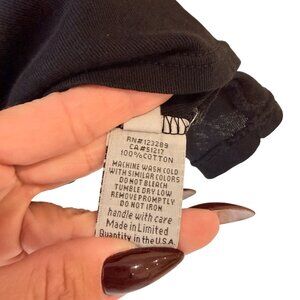 RN#123289
CA#51217
100%COTTON
MACHINE WASH COLD
WITH SIMILAR COLORS
DO NOT BLEACH
TUMBLE DRY LOW
REMOVE PROMPTLY
DO NOT IRON
handle with care
Made in Limited
Quantity in the U.S.A.